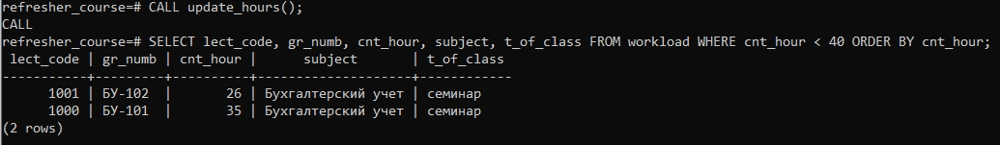 refresher_course=# CALL update_hours();
CALL
refresher_course=# SELECT lect_code, gr_numb, cnt_hour, subject, t_of_class FROM workload WHERE cnt_hour < 40 ORDER BY cnt_hour;
 lect_code | gr_numb | cnt_hour |      subject       | t_of_class
-----------+---------+----------+--------------------+------------
      1001 | БУ-102  |       26 | Бухгалтерский учет | семинар
      1000 | БУ-101  |       35 | Бухгалтерский учет | семинар
(2 rows)